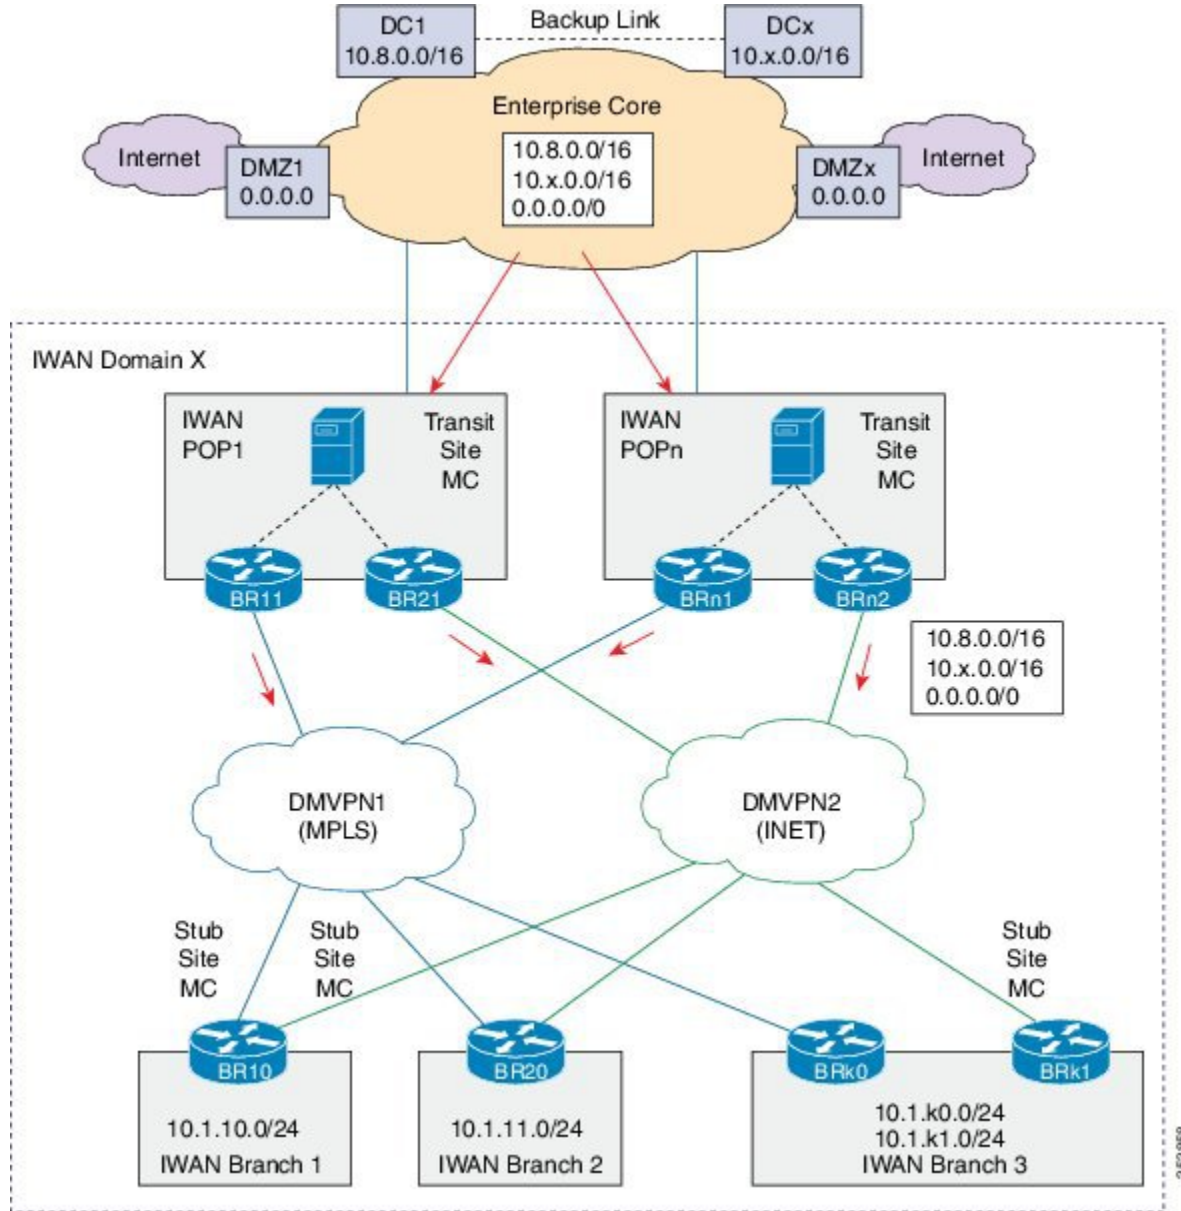 DC1
10.8.0.0/16
Backup Link
DCx
10.x.0.0/16
Enterprise Core
10.8.0.0/16
10.x.0.0/16
0.0.0.0/0
Internet
DMZ1
0.0.0.0
DMZx
0.0.0.0
Internet
IWAN Domain X
IWAN
POP1
Transit
Site
MC
IWAN
POPn
Transit
Site
MC
BR11
BR21
BRn1
BRn2
10.8.0.0/16
10.x.0.0/16
0.0.0.0/0
DMVPN1
(MPLS)
DMVPN2
(INET)
Stub
Site
MC
Stub
Site
MC
Stub
Site
MC
BR10
BR20
BRk0
BRk1
10.1.10.0/24
IWAN Branch 1
10.1.11.0/24
IWAN Branch 2
10.1.k0.0/24
10.1.k1.0/24
IWAN Branch 3